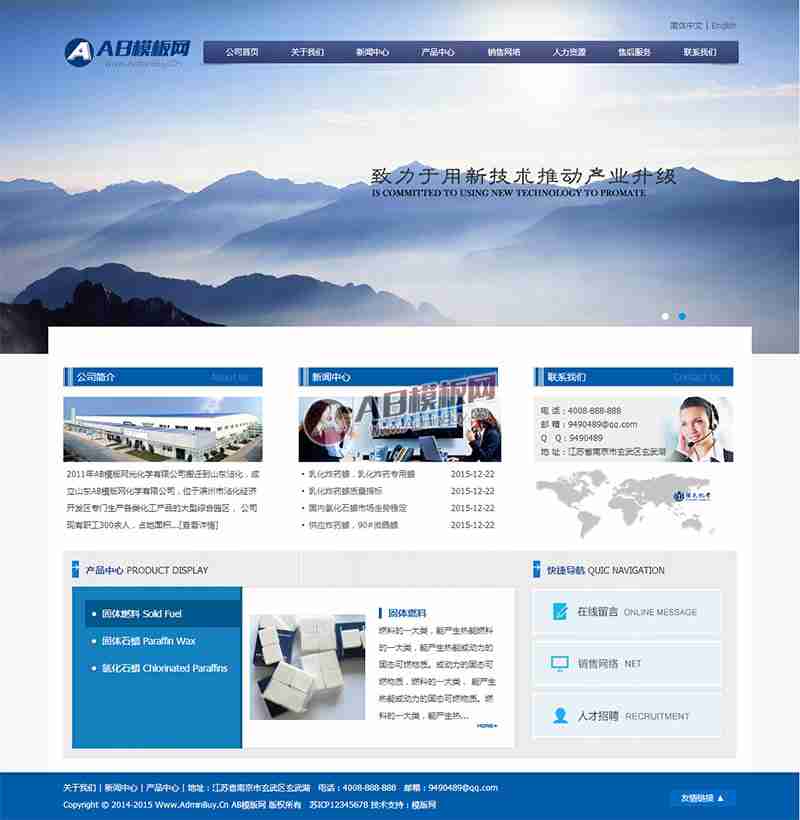 简体中文 | English
AB模板网
Www.AdminBuy.Cn
公司首页 关于我们 新闻中心 产品中心 销售网络 人力资源 售后服务 联系我们
致力于用新技术推动产业升级
IS COMMITTED TO USING NEW TECHNOLOGY TO PROMATE
公司简介 About Us
2011年AB模板网光化学有限公司搬迁到山东沾化，成
立山东AB模板网化学有限公司，位于滨州市沾化经济
开发区专门生产各类化工产品的大型综合园区， 公司
现有职工300余人，占地面积...[查看详情]
新闻中心
AB模板网
• 乳化炸药蜡，乳化炸药专用蜡 2015-12-22
• 乳化炸药蜡质量指标 2015-12-22
• 国内氯化石蜡市场走势稳定 2015-12-22
• 供应炸药蜡，90#微晶蜡 2015-12-22
联系我们 Contact Us
电 话：4008-888-888
邮 箱：9490489@qq.com
Q Q：9490489
地 址：江苏省南京市玄武区玄武湖
产品中心 PRODUCT DISPLAY
• 固体燃料 Solid Fuel
• 固体石蜡 Paraffin Wax
• 氯化石蜡 Chlorinated Paraffins
固体燃料
燃料的一大类，能产生热能燃料
的一大类，能产生热能或动力的
固态可燃物质。或动力的固态可
燃物质，燃料的一大类， 能产生
热能或动力的固态可燃物质。燃
料的一大类，能产生热...
MORE+
快捷导航 QUIC NAVIGATION
在线留言 ONLINE MESSAGE
销售网络 NET
人才招聘 RECRUITMENT
关于我们 | 新闻中心 | 产品中心 | 地址：江苏省南京市玄武区玄武湖 电话：4008-888-888 邮箱：9490489@qq.com
Copyright © 2014-2015 Www.AdminBuy.Cn AB模板网 版权所有 苏ICP12345678 技术支持：模板网
友情链接 ▲